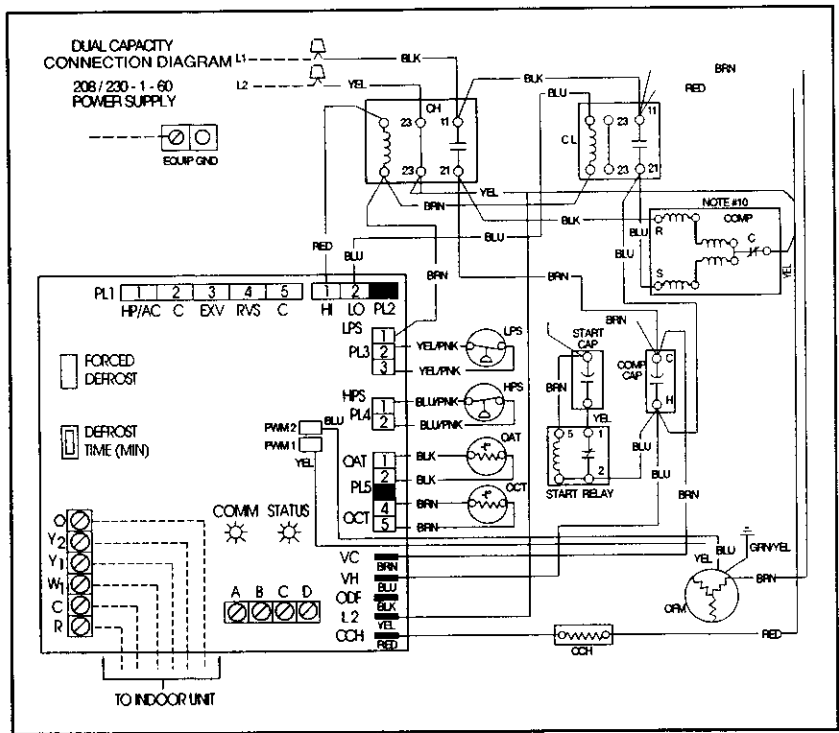 DUAL CAPACITY
CONNECTION DIAGRAM
208 / 230 - 1 - 60
POWER SUPPLY
L1
L2
BLK
YEL
EQUIP GND
CH
23
11
23
21
BLK
BLU
CL
23
11
23
21
BRN
RED
YEL
BRN
BLK
BLU
BLU
NOTE #10
COMP
R
C
S
YEL
RED
BLU
BRN
BRN
BLU
PL1
1
2
3
4
5
HP/AC
C
EXV
RVS
C
1
2
HI
LO
PL2
LPS
PL3
1
2
3
YEL/PNK
YEL/PNK
LPS
HPS
PL4
1
2
BLU/PNK
BLU/PNK
HPS
OAT
PL5
OCT
1
2
4
5
BLK
BLK
BRN
BRN
OAT
OCT
FORCED
DEFROST
DEFROST
TIME (MIN)
PWM 2
PWM 1
BLU
YEL
START
CAP
BRN
YEL
5
1
2
START RELAY
BRN
COMP
CAP
C
H
BLU
BLU
BRN
O
Y2
Y1
W1
C
R
COMM
STATUS
A
B
C
D
VC
VH
ODF
L2
CCH
BRN
BLU
BLK
YEL
RED
YEL
BLU
GRN/YEL
BRN
OFM
CCH
RED
TO INDOOR UNIT